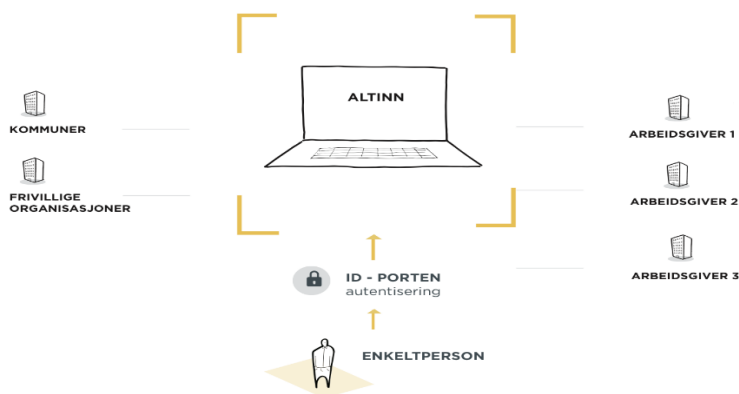 ALTINN
KOMMUNER
FRIVILLIGE
ORGANISASJONER
ARBEIDSGIVER 1
ARBEIDSGIVER 2
ARBEIDSGIVER 3
ID - PORTEN
autentisering
ENKELTPERSON